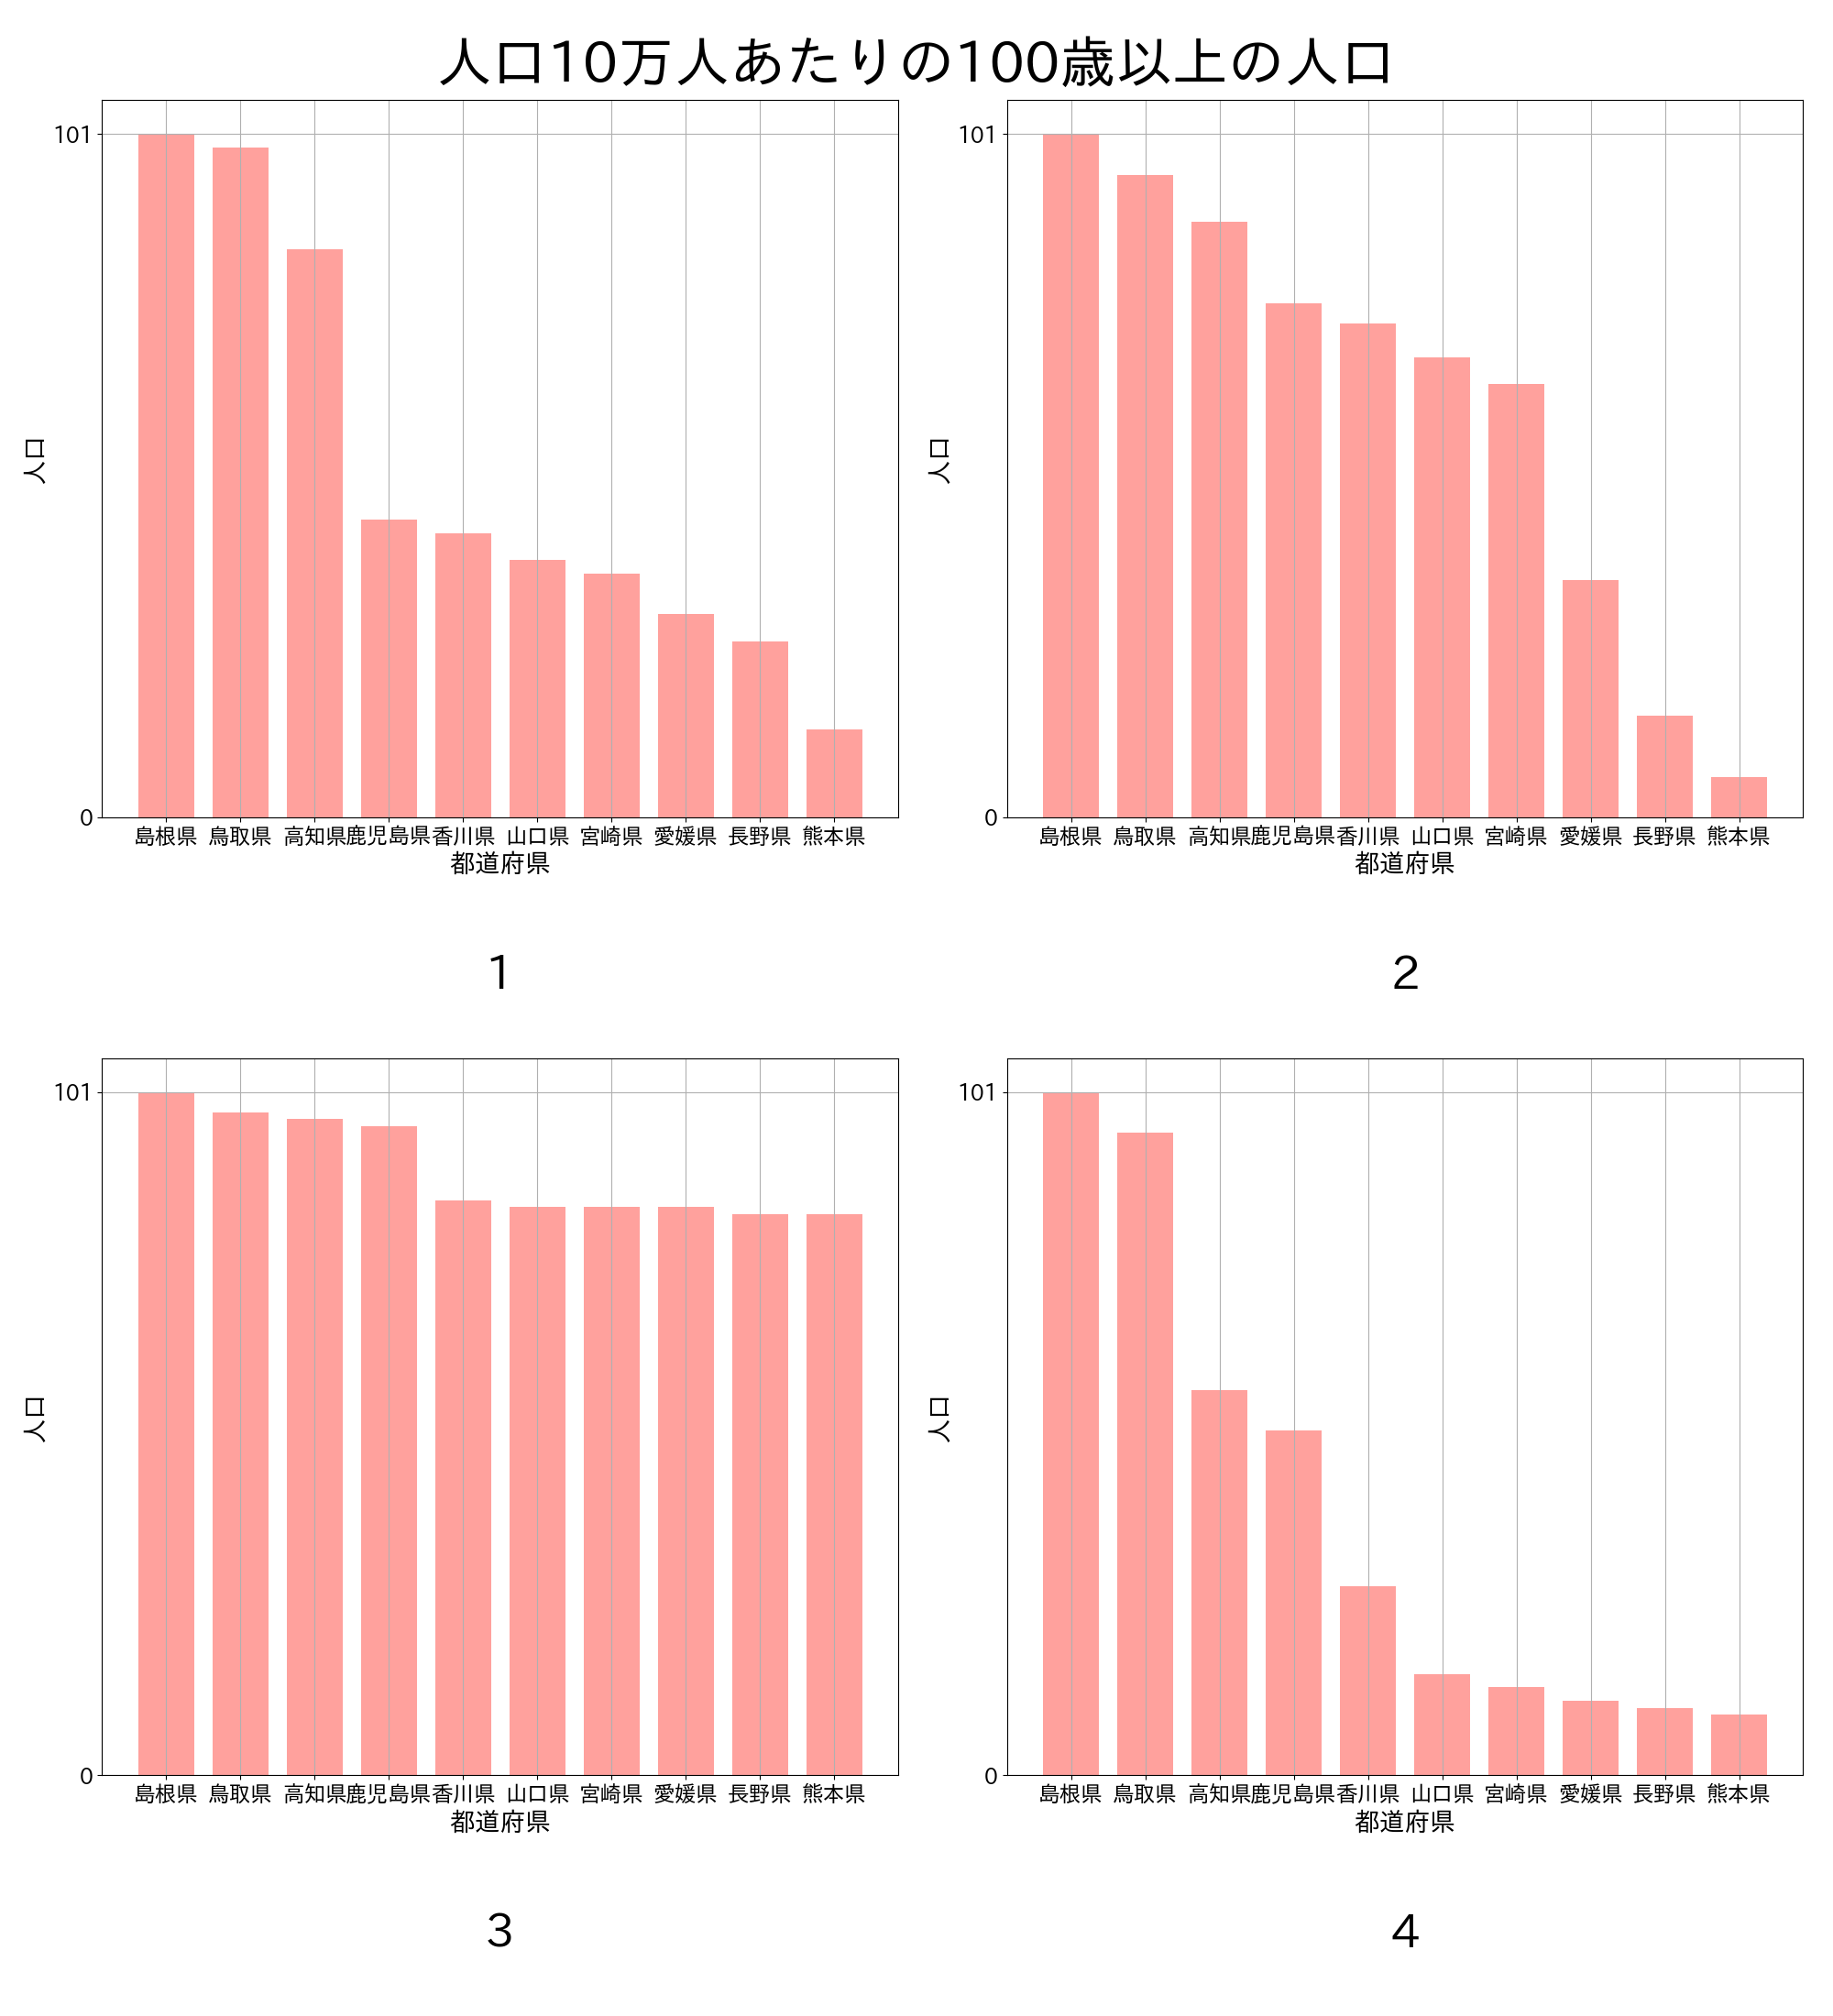 人口10万人あたりの100歳以上の人口
101
0
人口
島根県 鳥取県 高知県 鹿児島県 香川県 山口県 宮崎県 愛媛県 長野県 熊本県
都道府県
1
101
0
人口
島根県 鳥取県 高知県 鹿児島県 香川県 山口県 宮崎県 愛媛県 長野県 熊本県
都道府県
2
101
0
人口
島根県 鳥取県 高知県 鹿児島県 香川県 山口県 宮崎県 愛媛県 長野県 熊本県
都道府県
3
101
0
人口
島根県 鳥取県 高知県 鹿児島県 香川県 山口県 宮崎県 愛媛県 長野県 熊本県
都道府県
4